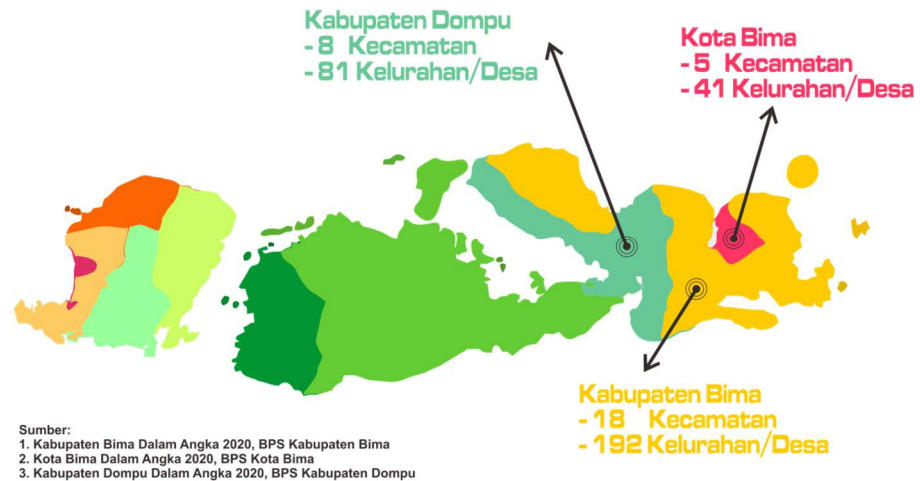 Kabupaten Dompu
- 8 Kecamatan
- 81 Kelurahan/Desa
Kota Bima
- 5 Kecamatan
- 41 Kelurahan/Desa
Kabupaten Bima
- 18 Kecamatan
- 192 Kelurahan/Desa
Sumber:
1. Kabupaten Bima Dalam Angka 2020, BPS Kabupaten Bima
2. Kota Bima Dalam Angka 2020, BPS Kota Bima
3. Kabupaten Dompu Dalam Angka 2020, BPS Kabupaten Dompu